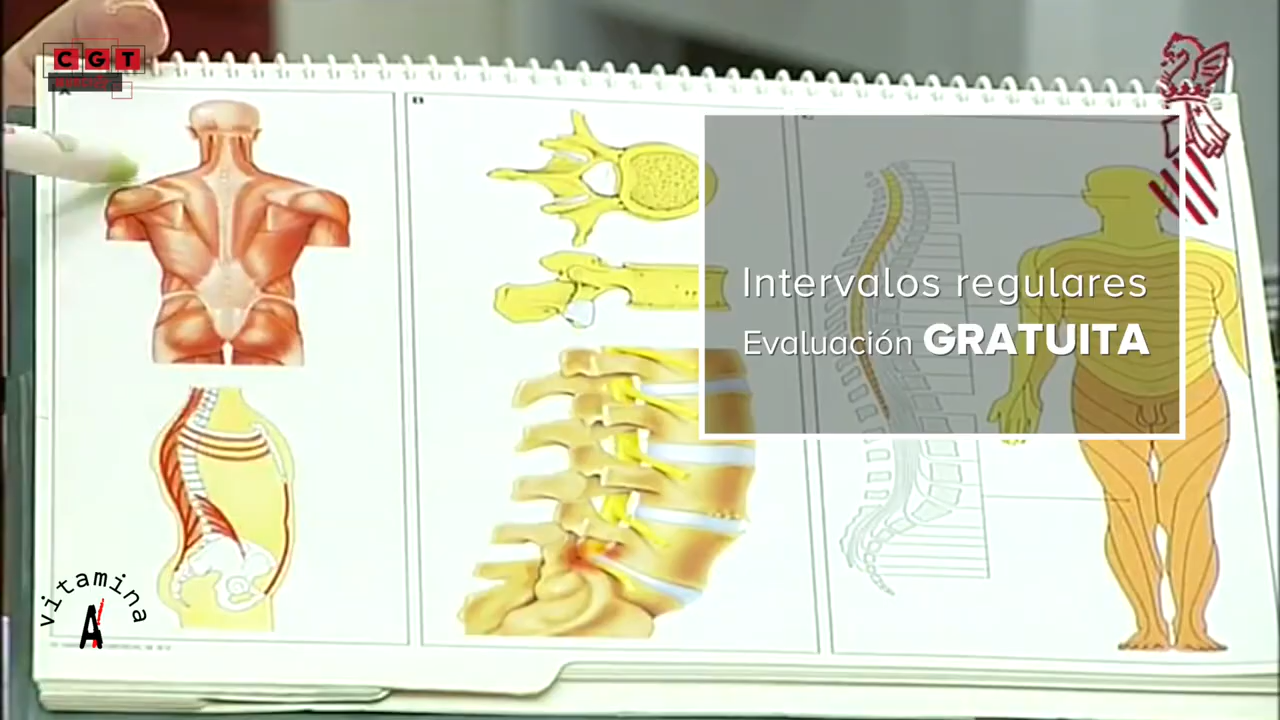 CGT
A
B
Intervalos regulares
Evaluación GRATUITA
vitamina
A